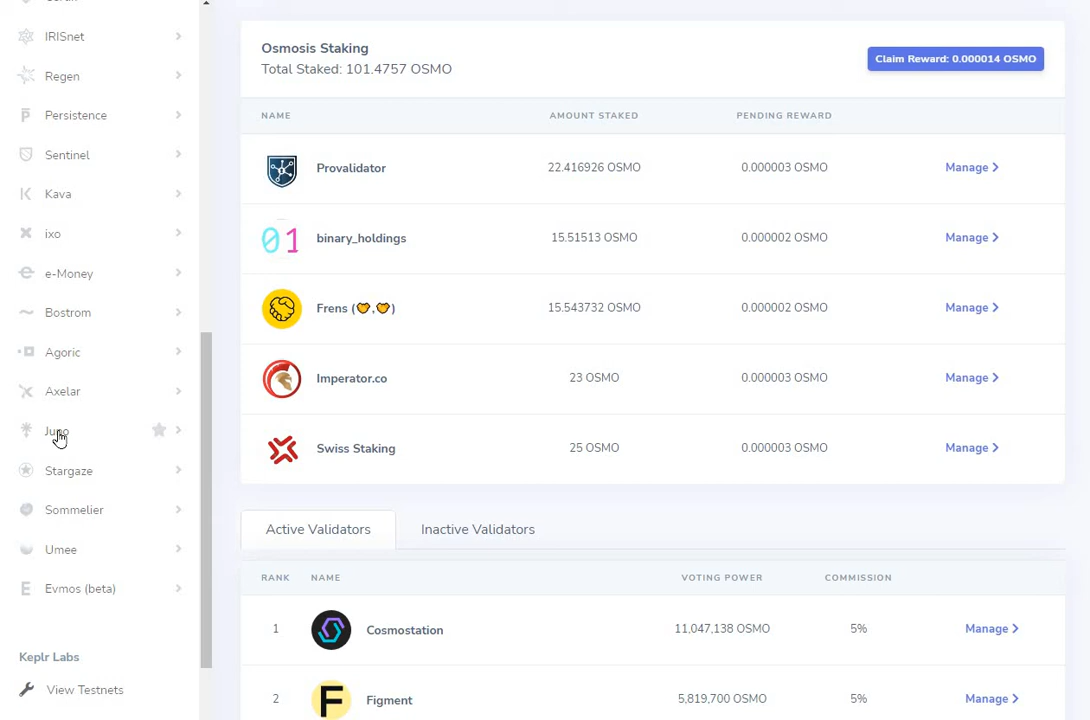 IRISnet
Regen
Persistence
Sentinel
Kava
ixo
e-Money
Bostrom
Agoric
Axelar
Stargaze
Sommelier
Umee
Evmos (beta)
Keplr Labs
View Testnets
Osmosis Staking
Total Staked: 101.4757 OSMO
Claim Reward: 0.000014 OSMO
NAME AMOUNT STAKED PENDING REWARD
Provalidator 22.416926 OSMO 0.000003 OSMO Manage
01 binary_holdings 15.51513 OSMO 0.000002 OSMO Manage
Frens (🤝,🤝) 15.543732 OSMO 0.000002 OSMO Manage
Imperator.co 23 OSMO 0.000003 OSMO Manage
Swiss Staking 25 OSMO 0.000003 OSMO Manage
Active Validators Inactive Validators
RANK NAME VOTING POWER COMMISSION
1 Cosmostation 11,047,138 OSMO 5% Manage
2 F Figment 5,819,700 OSMO 5% Manage